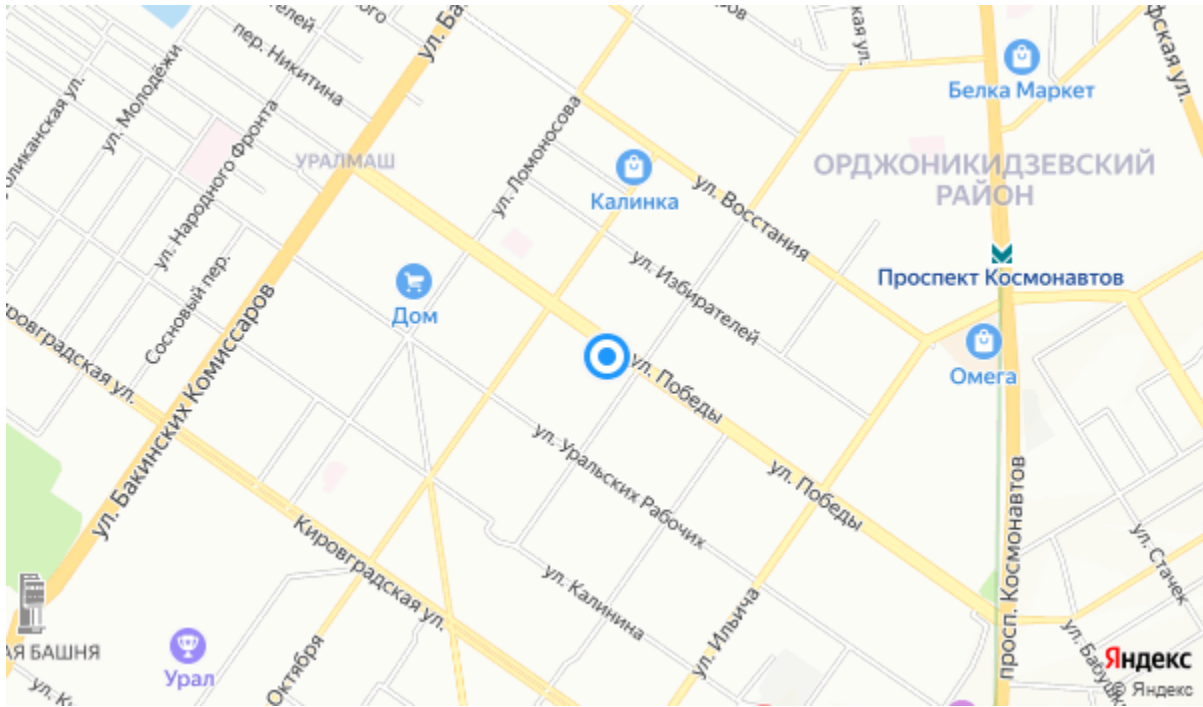 пер. Никитина
ул. Молодёжи
ул. Народного Фронта
УРАЛМАШ
ул. Ломоносова
Калинка
ул. Восстания
Белка Маркет
ОРДЖОНИКИДЗЕВСКИЙ
РАЙОН
Проспект Космонавтов
ул. Избирателей
Сосновый пер.
Дом
Омега
ул. Бакинских Комиссаров
ул. Победы
ул. Победы
ул. Уральских Рабочих
Кировградская ул.
ул. Калинина
ул. Ильича
просп. Космонавтов
ул. Стачек
БАШНЯ
Урал
Октября
Яндекс
© Яндекс